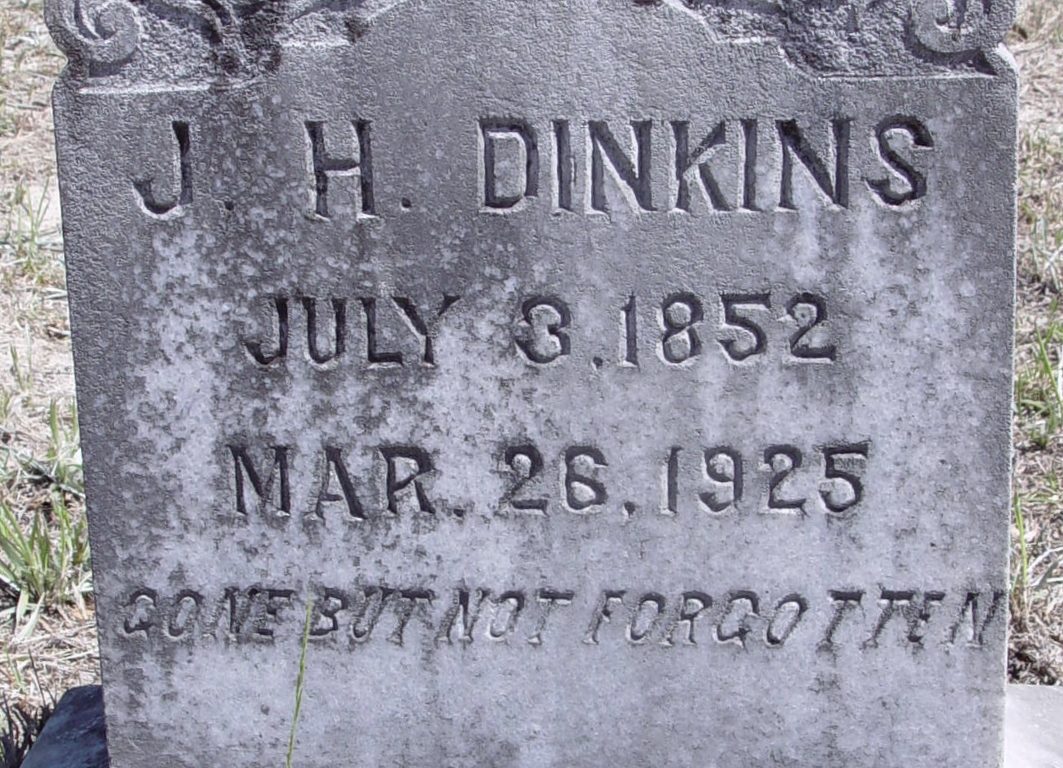 J. H. DINKINS
JULY 3, 1852
MAR. 26, 1925
GONE BUT NOT FORGOTTEN